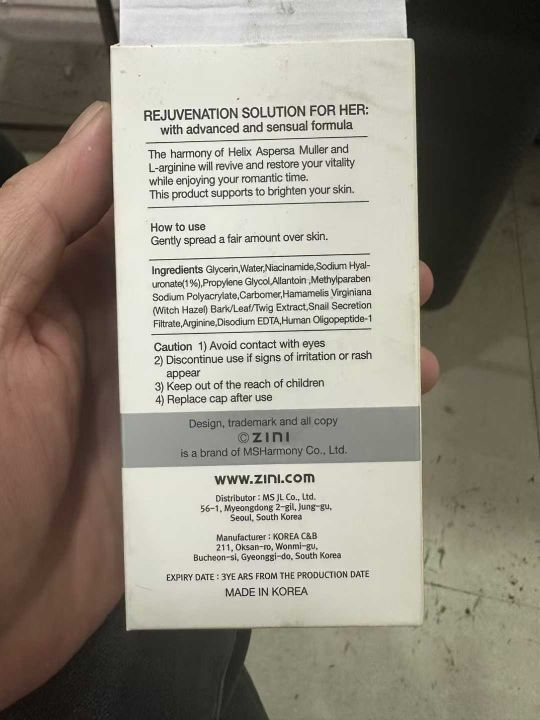 REJUVENATION SOLUTION FOR HER:
with advanced and sensual formula
The harmony of Helix Aspersa Muller and
L-arginine will revive and restore your vitality
while enjoying your romantic time.
This product supports to brighten your skin.
How to use
Gently spread a fair amount over skin.
Ingredients Glycerin,Water,Niacinamide,Sodium Hyal-
uronate(1%),Propylene Glycol,Allantoin ,Methylparaben
Sodium Polyacrylate,Carbomer,Hamamelis Virginiana
(Witch Hazel) Bark/Leaf/Twig Extract,Snail Secretion
Filtrate,Arginine,Disodium EDTA,Human Oligopeptide-1
Caution 1) Avoid contact with eyes
2) Discontinue use if signs of irritation or rash
appear
3) Keep out of the reach of children
4) Replace cap after use
Design, trademark and all copy
© ZINI
is a brand of MSHarmony Co., Ltd.
www.zini.com
Distributor : MS JL Co., Ltd.
56-1, Myeongdong 2-gil, Jung-gu,
Seoul, South Korea
Manufacturer : KOREA C&B
211, Oksan-ro, Wonmi-gu,
Bucheon-si, Gyeonggi-do, South Korea
EXPIRY DATE : 3YE ARS FROM THE PRODUCTION DATE
MADE IN KOREA